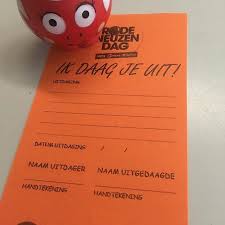 RODE
NEUZEN
DAG
IK DAAG JE UIT!
UITDAGING
DATUM UITDAGING / /
NAAM UITDAGER NAAM UITGEDAAGDE
HANDTEKENING HANDTEKENING